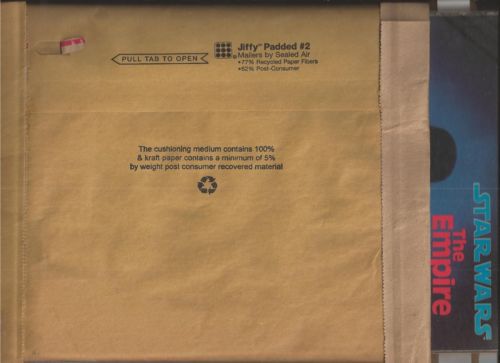 PULL TAB TO OPEN
Jiffy™ Padded #2
Mailers by Sealed Air
•77% Recycled Paper Fibers
•52% Post-Consumer
The cushioning medium contains 100%
& kraft paper contains a minimum of 5%
by weight post consumer recovered material
STAR WARS
The
Empire